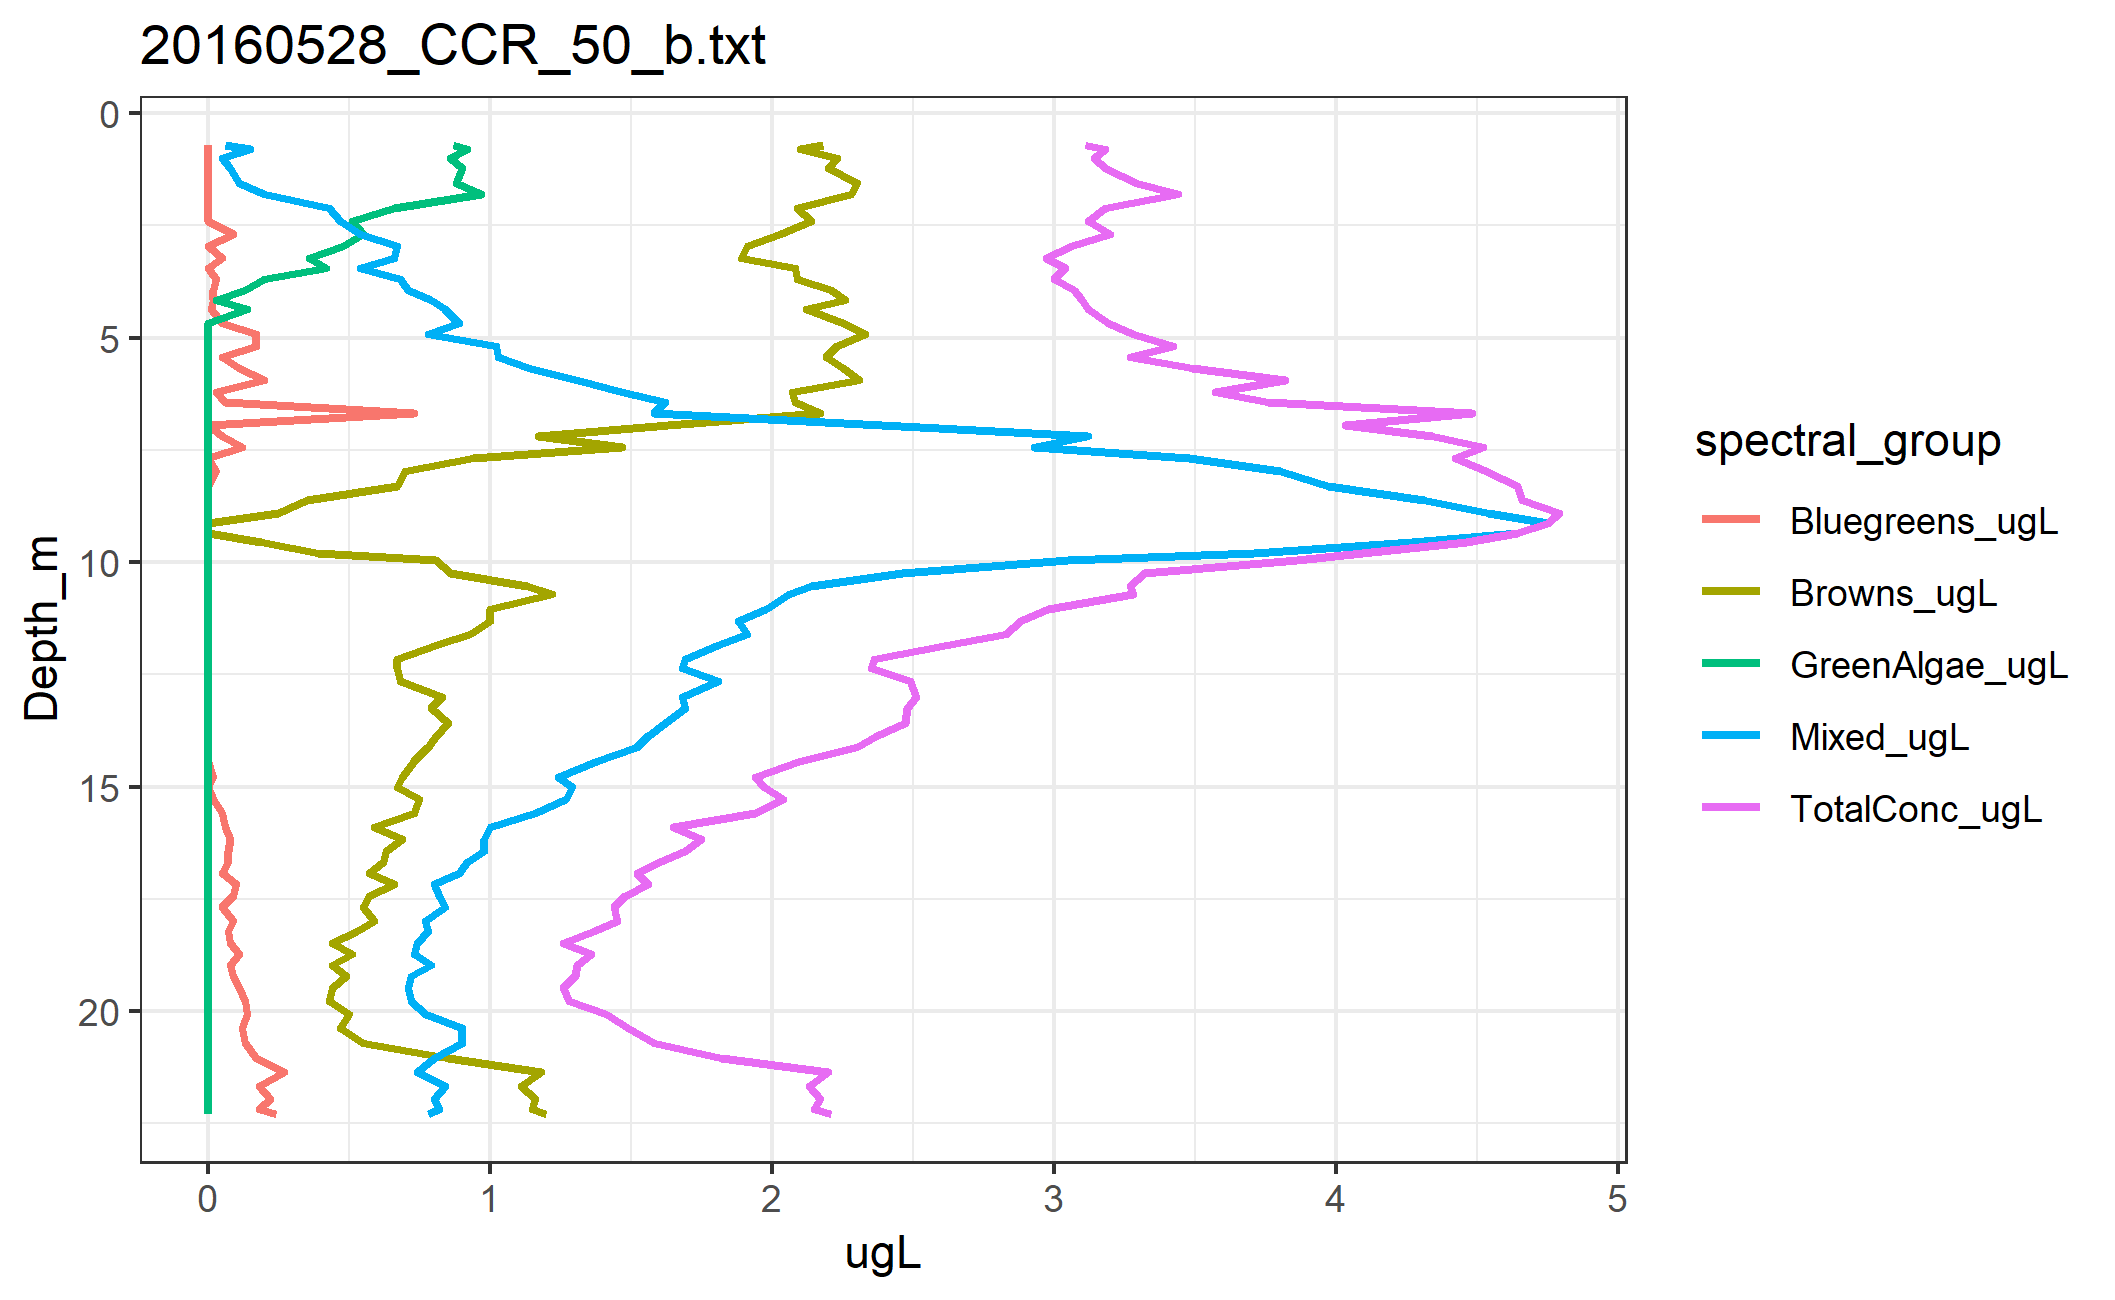 20160528_CCR_50_b.txt
0
5
10
15
20
Depth_m
0 1 2 3 4 5
ugL
spectral_group
Bluegreens_ugL
Browns_ugL
GreenAlgae_ugL
Mixed_ugL
TotalConc_ugL